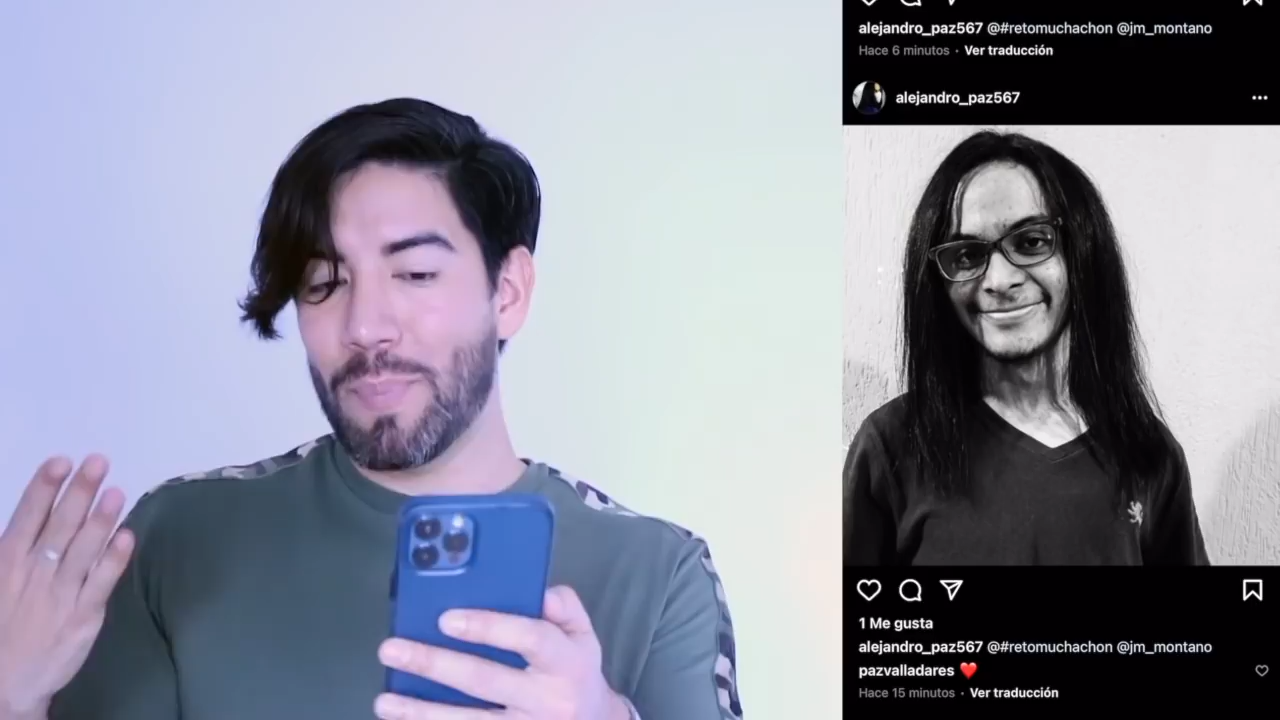 alejandro_paz567 @#retomuchachon @jm_montano
Hace 6 minutos · Ver traducción
alejandro_paz567
1 Me gusta
alejandro_paz567 @#retomuchachon @jm_montano
pazvalladares ❤️
Hace 15 minutos · Ver traducción